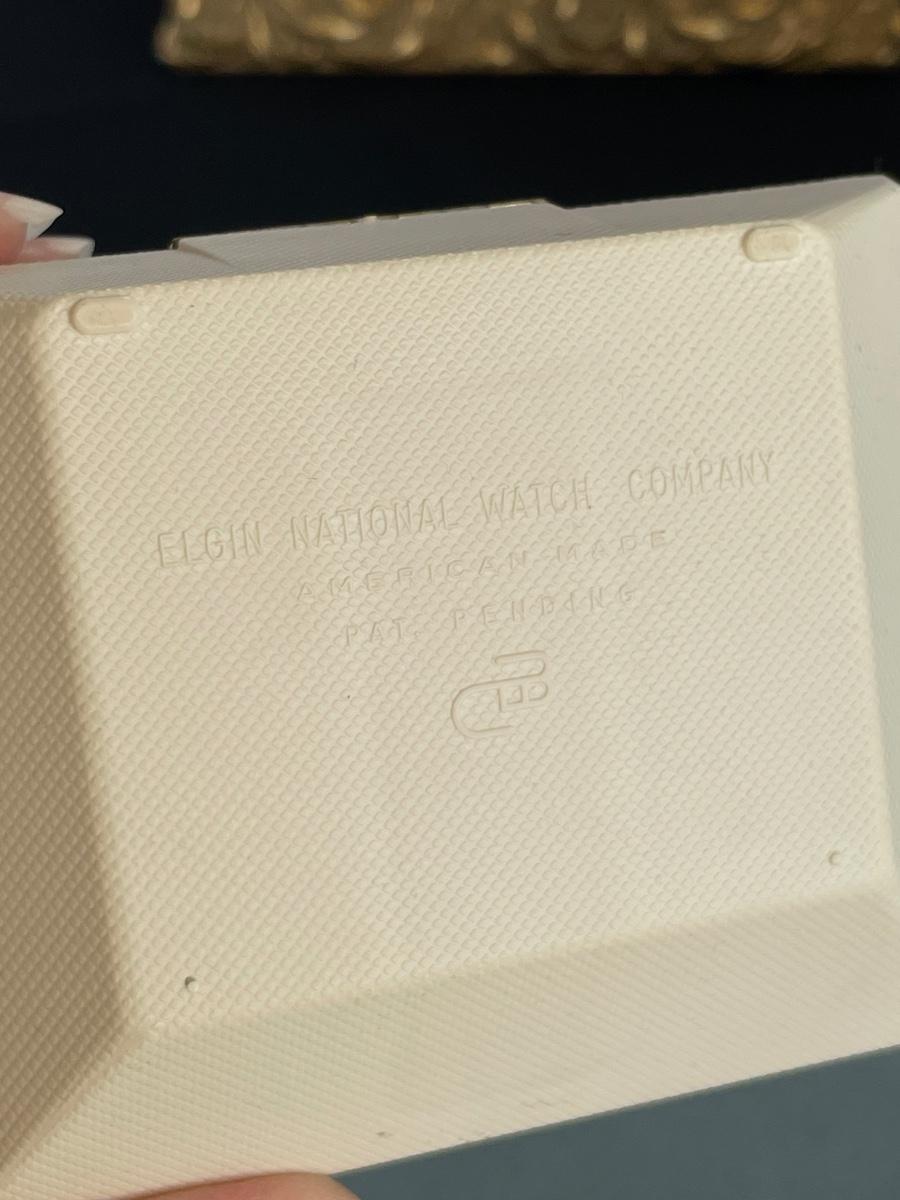 ELGIN NATIONAL WATCH COMPANY
AMERICAN MADE
PAT. PENDING